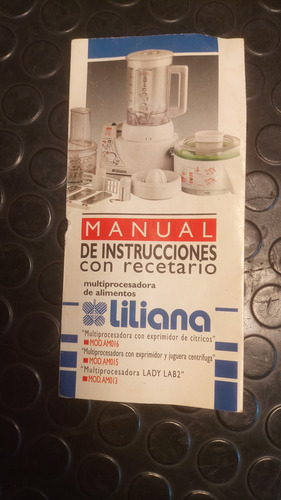 MANUAL
DE INSTRUCCIONES
con recetario
multiprocesadora
de alimentos
Liliana
"Multiprocesadora con exprimidor de cítricos"
MOD.AM016
"Multiprocesadora con exprimidor y juguera centrífuga"
MOD.AM015
"Multiprocesadora LADY LAB2"
MOD.AM013